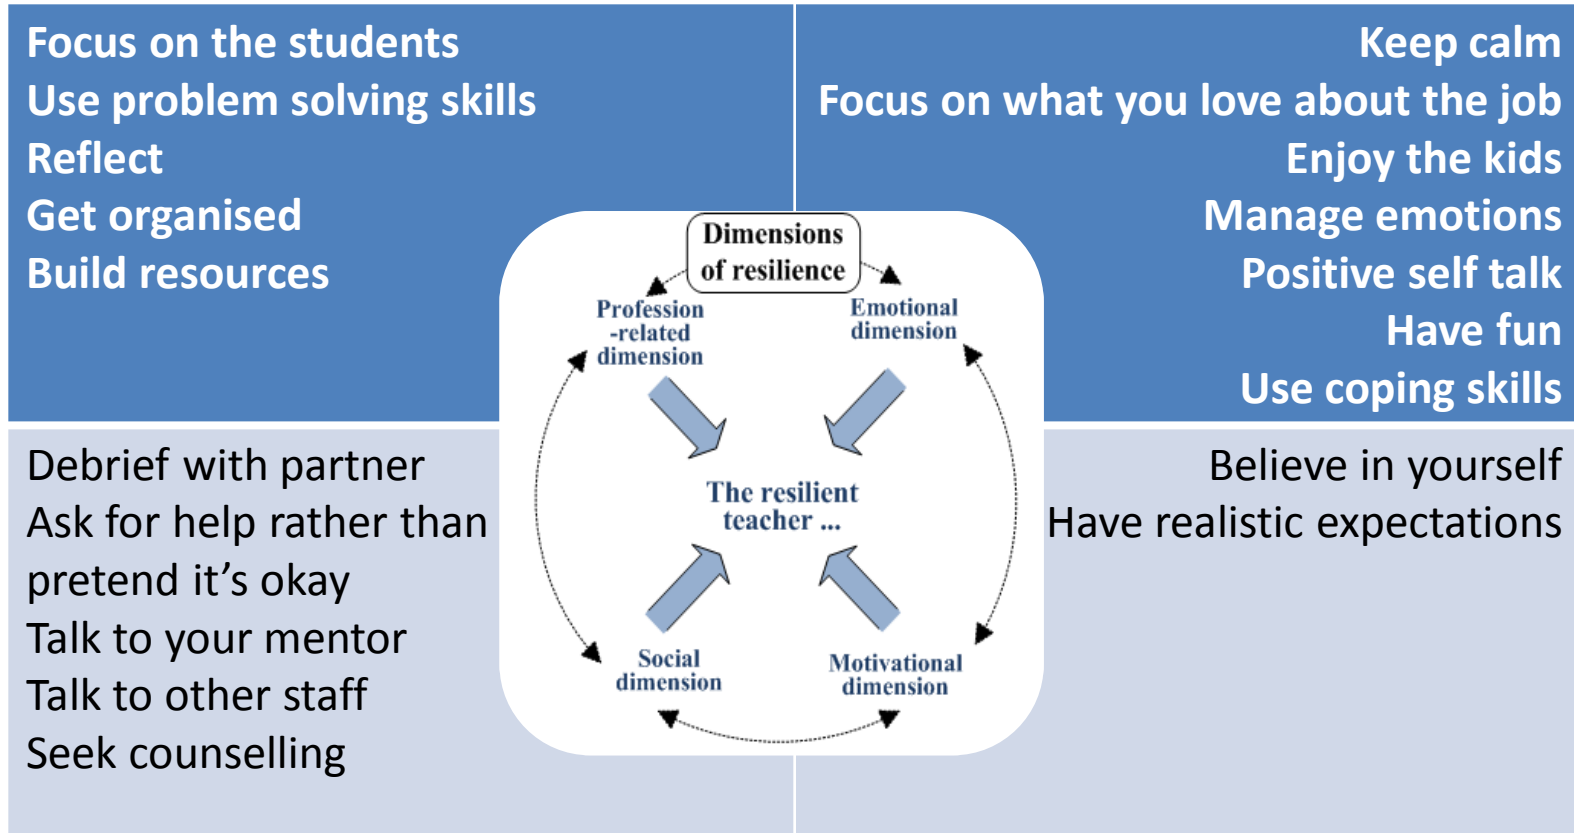 Focus on the students
Use problem solving skills
Reflect
Get organised
Build resources
Keep calm
Focus on what you love about the job
Enjoy the kids
Manage emotions
Positive self talk
Have fun
Use coping skills
Dimensions
of resilience
Profession
-related
dimension
Emotional
dimension
The resilient
teacher ...
Social
dimension
Motivational
dimension
Debrief with partner
Ask for help rather than
pretend it’s okay
Talk to your mentor
Talk to other staff
Seek counselling
Believe in yourself
Have realistic expectations